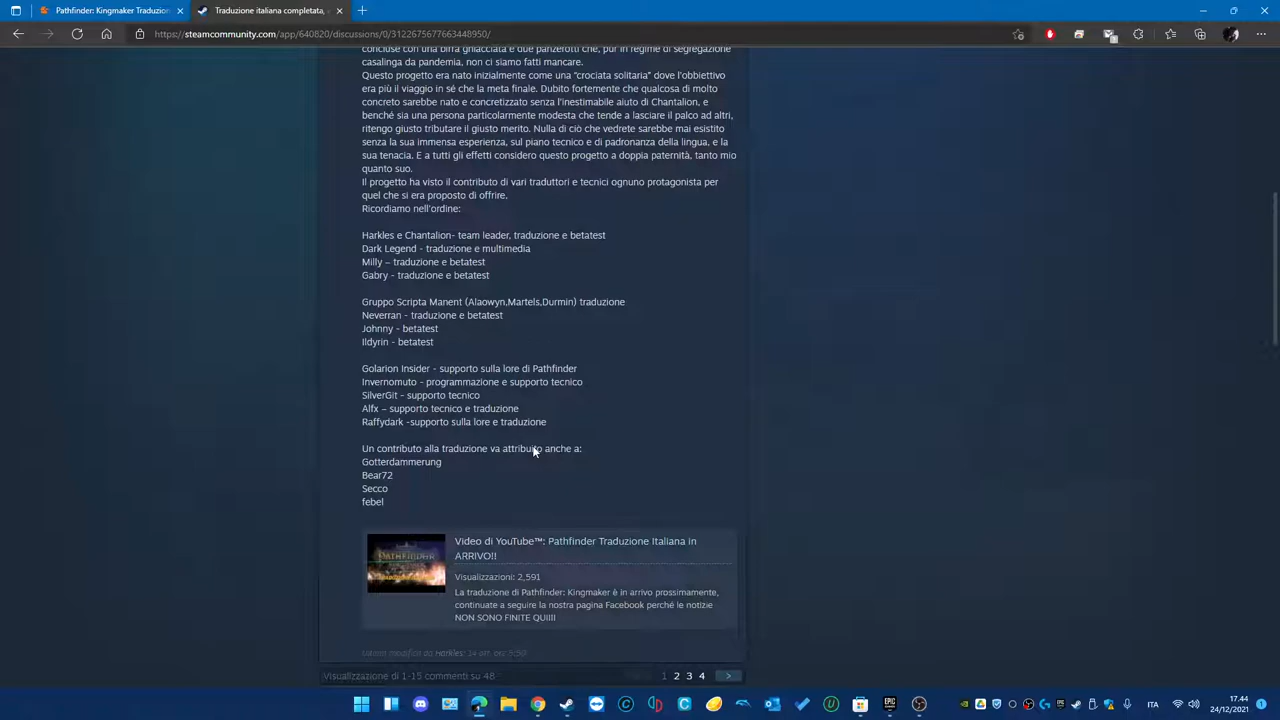 Pathfinder: Kingmaker Traduzion
Traduzione italiana completata,
https://steamcommunity.com/app/640820/discussions/0/3122675677663448950/
concluse con una birra ghiacciata e due panzerotti che, pur in regime di segregazione
casalinga da pandemia, non ci siamo fatti mancare.
Questo progetto era nato inizialmente come una “crociata solitaria” dove l'obbiettivo
era più il viaggio in sé che la meta finale. Dubito fortemente che qualcosa di molto
concreto sarebbe nato e concretizzato senza l'inestimabile aiuto di Chantalion, e
benché sia una persona particolarmente modesta che tende a lasciare il palco ad altri,
ritengo giusto tributare il giusto merito. Nulla di ciò che vedrete sarebbe mai esistito
senza la sua immensa esperienza, sul piano tecnico e di padronanza della lingua, e la
sua tenacia. E a tutti gli effetti considero questo progetto a doppia paternità, tanto mio
quanto suo.
Il progetto ha visto il contributo di vari traduttori e tecnici ognuno protagonista per
quel che si era proposto di offrire.
Ricordiamo nell'ordine:
Harkles e Chantalion- team leader, traduzione e betatest
Dark Legend - traduzione e multimedia
Milly – traduzione e betatest
Gabry - traduzione e betatest
Gruppo Scripta Manent (Alaowyn,Martels,Durmin) traduzione
Neverran - traduzione e betatest
Johnny - betatest
Ildyrin - betatest
Golarion Insider - supporto sulla lore di Pathfinder
Invernomuto - programmazione e supporto tecnico
SilverGit - supporto tecnico
Alfx – supporto tecnico e traduzione
Raffydark -supporto sulla lore e traduzione
Un contributo alla traduzione va attribuito anche a:
Gotterdammerung
Bear72
Secco
febel
Video di YouTube™: Pathfinder Traduzione Italiana in
ARRIVO!!
PATHFINDER
Visualizzazioni: 2,591
La traduzione di Pathfinder: Kingmaker è in arrivo prossimamente,
continuate a seguire la nostra pagina Facebook perché le notizie
NON SONO FINITE QUI!!!
Ultima modifica da Harkles; 14 ott, ore 5:59
Visualizzazione di 1-15 commenti su 48
1 2 3 4 >
ITA
17.44
24/12/2021